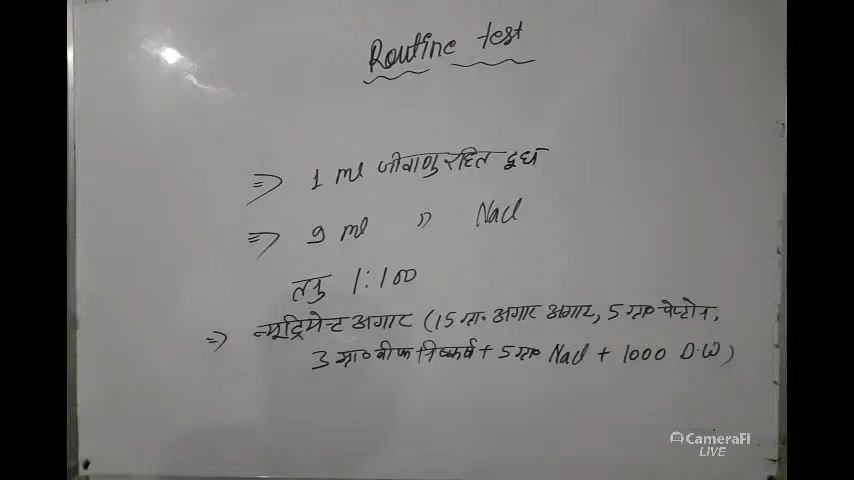 Routine test
⇒ 1 ml जीवाणु रहित दूध
⇒ 9 ml " Nacl
तनु 1:100
⇒ न्यूट्रिमेन्ट अगार (15 ग्रा० अगार अगार, 5 ग्रा० पेप्टोन,
3 ग्रा० बीफ निष्कर्ष + 5 ग्रा० Nacl + 1000 D.W)
CameraFi
LIVE